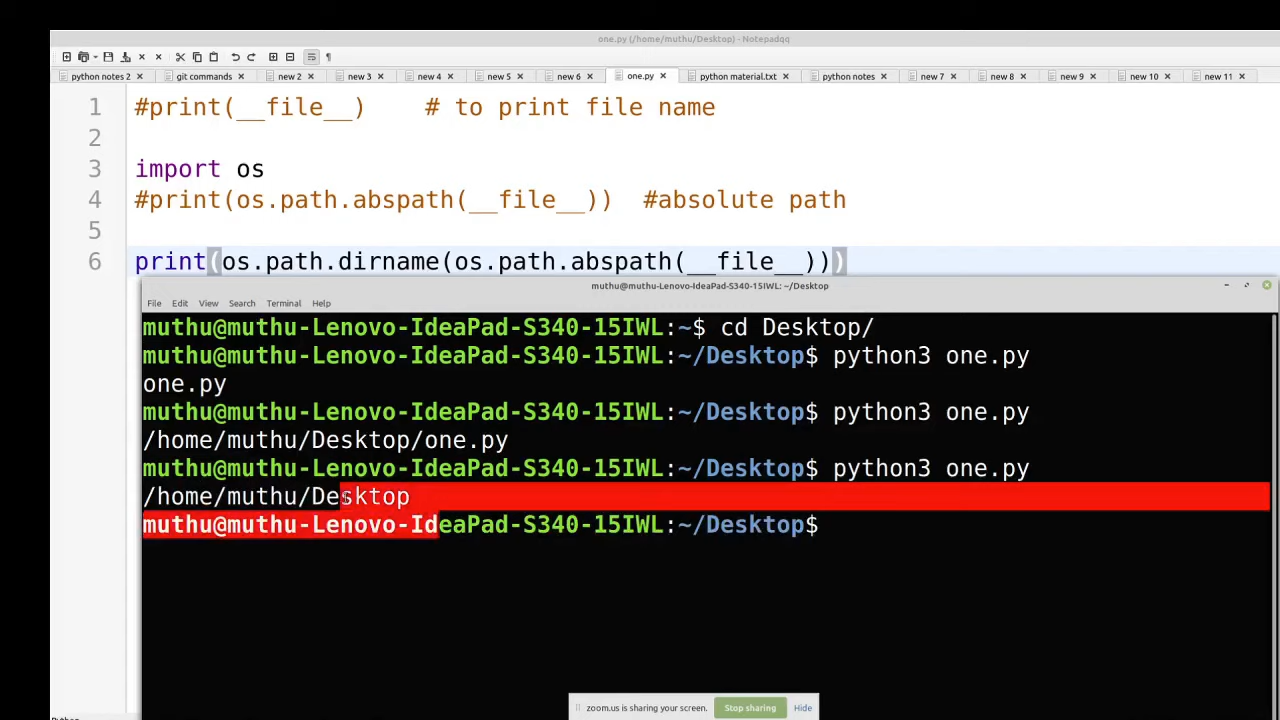 one.py (/home/muthu/Desktop) - Notepadqq
python notes 2 git commands new 2 new 3 new 4 new 5 new 6 one.py python material.txt python notes new 7 new 8 new 9 new 10 new 11
1 #print(__file__) # to print file name
2
3 import os
4 #print(os.path.abspath(__file__)) #absolute path
5
6 print(os.path.dirname(os.path.abspath(__file__)))
muthu@muthu-Lenovo-IdeaPad-S340-15IWL: ~/Desktop
File Edit View Search Terminal Help
muthu@muthu-Lenovo-IdeaPad-S340-15IWL:~$ cd Desktop/
muthu@muthu-Lenovo-IdeaPad-S340-15IWL:~/Desktop$ python3 one.py
one.py
muthu@muthu-Lenovo-IdeaPad-S340-15IWL:~/Desktop$ python3 one.py
/home/muthu/Desktop/one.py
muthu@muthu-Lenovo-IdeaPad-S340-15IWL:~/Desktop$ python3 one.py
/home/muthu/Desktop
muthu@muthu-Lenovo-IdeaPad-S340-15IWL:~/Desktop$
zoom.us is sharing your screen. Stop sharing Hide